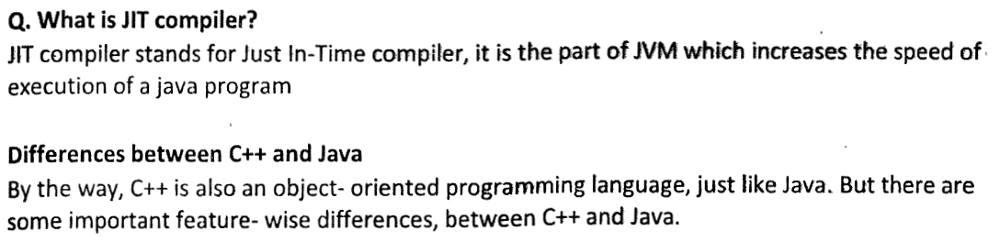 Q. What is JIT compiler?
JIT compiler stands for Just In-Time compiler, it is the part of JVM which increases the speed of
execution of a java program
Differences between C++ and Java
By the way, C++ is also an object- oriented programming language, just like Java. But there are
some important feature- wise differences, between C++ and Java.